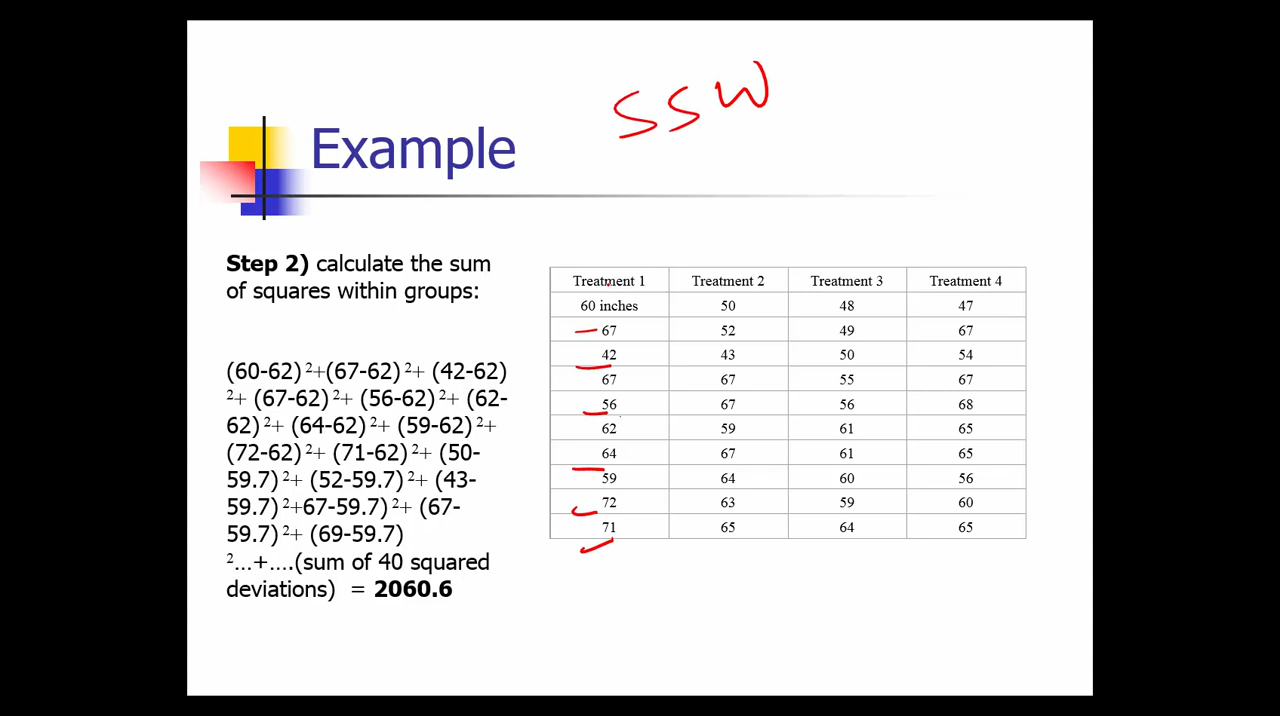 SSW
Example
Step 2) calculate the sum
of squares within groups:
(60-62) ²+(67-62) ²+ (42-62)
²+ (67-62) ²+ (56-62) ²+ (62-
62) ²+ (64-62) ²+ (59-62) ²+
(72-62) ²+ (71-62) ²+ (50-
59.7) ²+ (52-59.7) ²+ (43-
59.7) ²+67-59.7) ²+ (67-
59.7) ²+ (69-59.7)
²…+….(sum of 40 squared
deviations) = 2060.6
Treatment 1 Treatment 2 Treatment 3 Treatment 4
60 inches 50 48 47
67 52 49 67
42 43 50 54
67 67 55 67
56 67 56 68
62 59 61 65
64 67 61 65
59 64 60 56
72 63 59 60
71 65 64 65